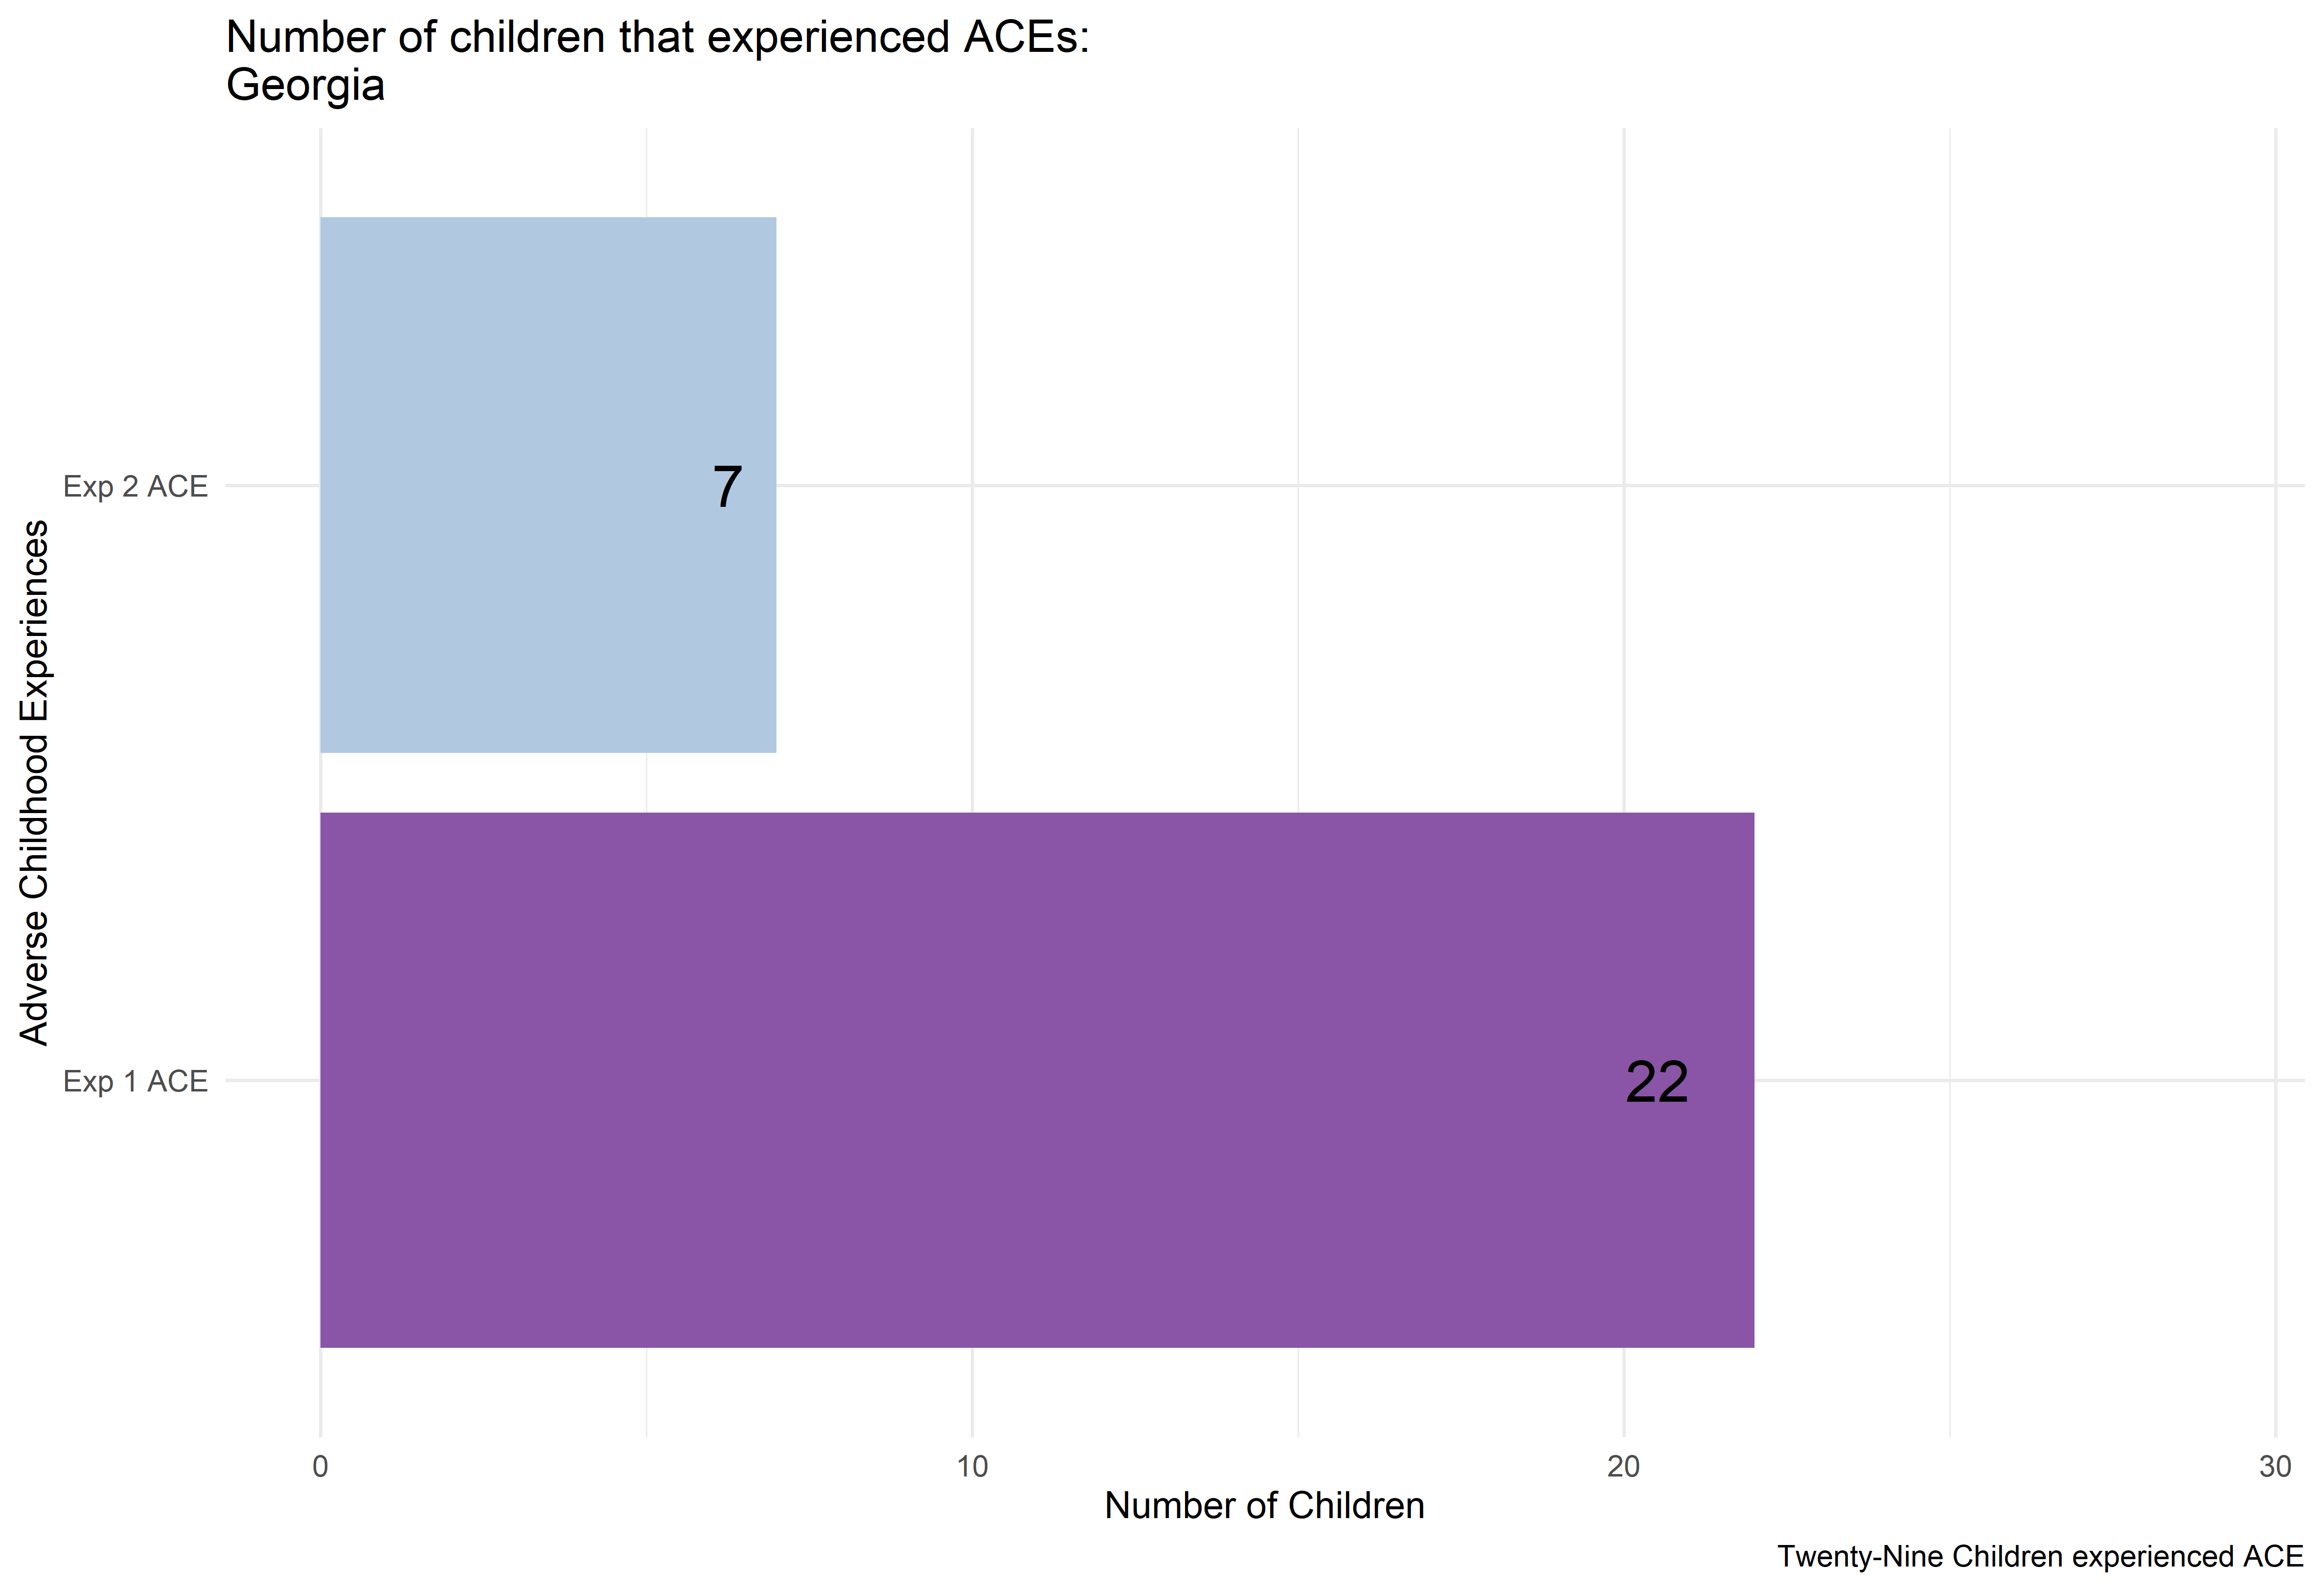 Number of children that experienced ACEs:
Georgia
Adverse Childhood Experiences
Exp 2 ACE
7
Exp 1 ACE
22
0
10
20
30
Number of Children
Twenty-Nine Children experienced ACE